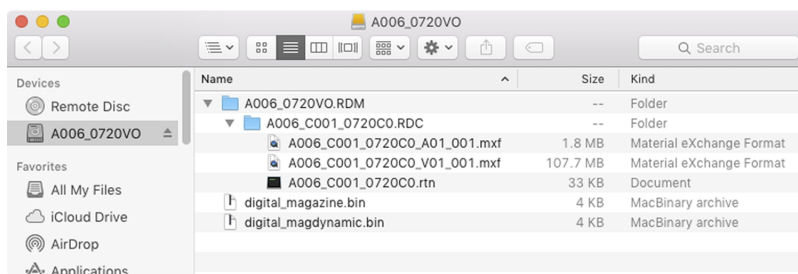 A006_0720VO
Search
Devices
Remote Disc
A006_0720VO
Favorites
All My Files
iCloud Drive
AirDrop
Applications
Name Size Kind
A006_0720VO.RDM -- Folder
A006_C001_0720C0.RDC -- Folder
A006_C001_0720C0_A01_001.mxf 1.8 MB Material eXchange Format
A006_C001_0720C0_V01_001.mxf 107.7 MB Material eXchange Format
A006_C001_0720C0.rtn 33 KB Document
digital_magazine.bin 4 KB MacBinary archive
digital_magdynamic.bin 4 KB MacBinary archive